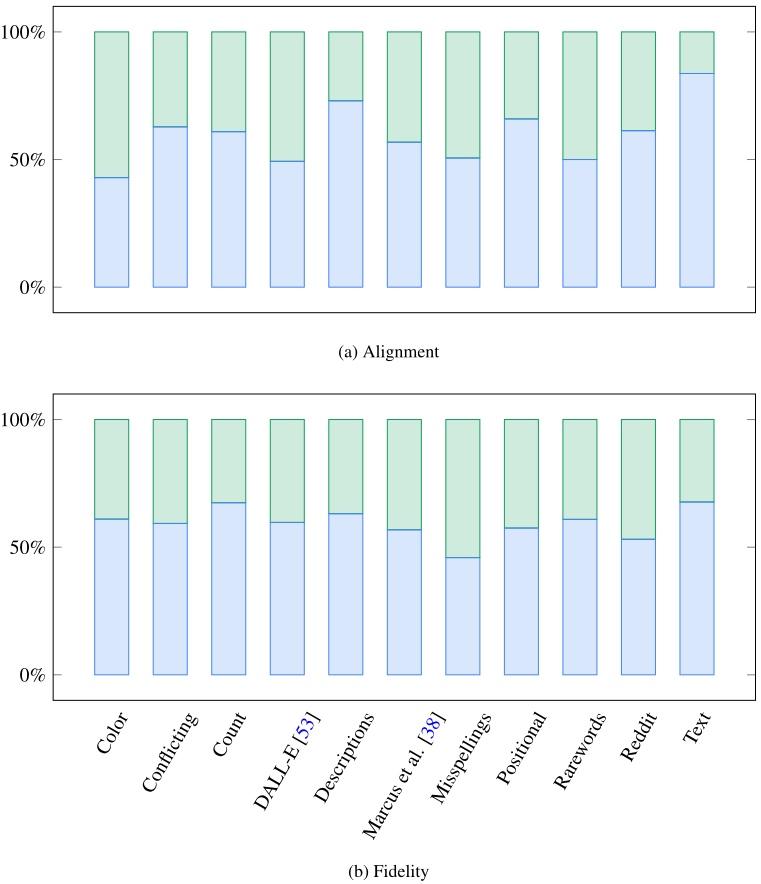 100%
50%
0%
(a) Alignment
100%
50%
0%
Color
Conflicting
Count
DALL-E [53]
Descriptions
Marcus et al. [38]
Misspellings
Positional
Rarewords
Reddit
Text
(b) Fidelity